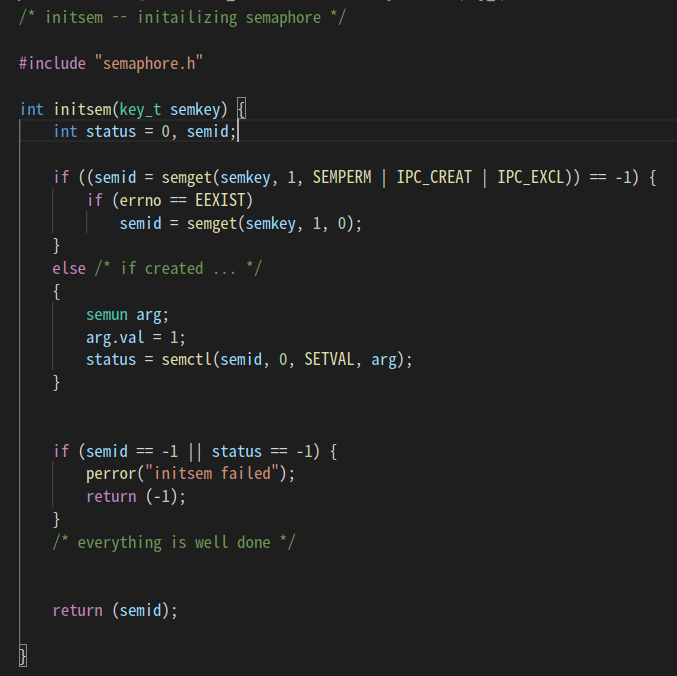 /* initsem -- initailizing semaphore */
#include "semaphore.h"
int initsem(key_t semkey) {
int status = 0, semid;
if ((semid = semget(semkey, 1, SEMPERM | IPC_CREAT | IPC_EXCL)) == -1) {
if (errno == EEXIST)
semid = semget(semkey, 1, 0);
}
else /* if created ... */
{
semun arg;
arg.val = 1;
status = semctl(semid, 0, SETVAL, arg);
}
if (semid == -1 || status == -1) {
perror("initsem failed");
return (-1);
}
/* everything is well done */
return (semid);
}